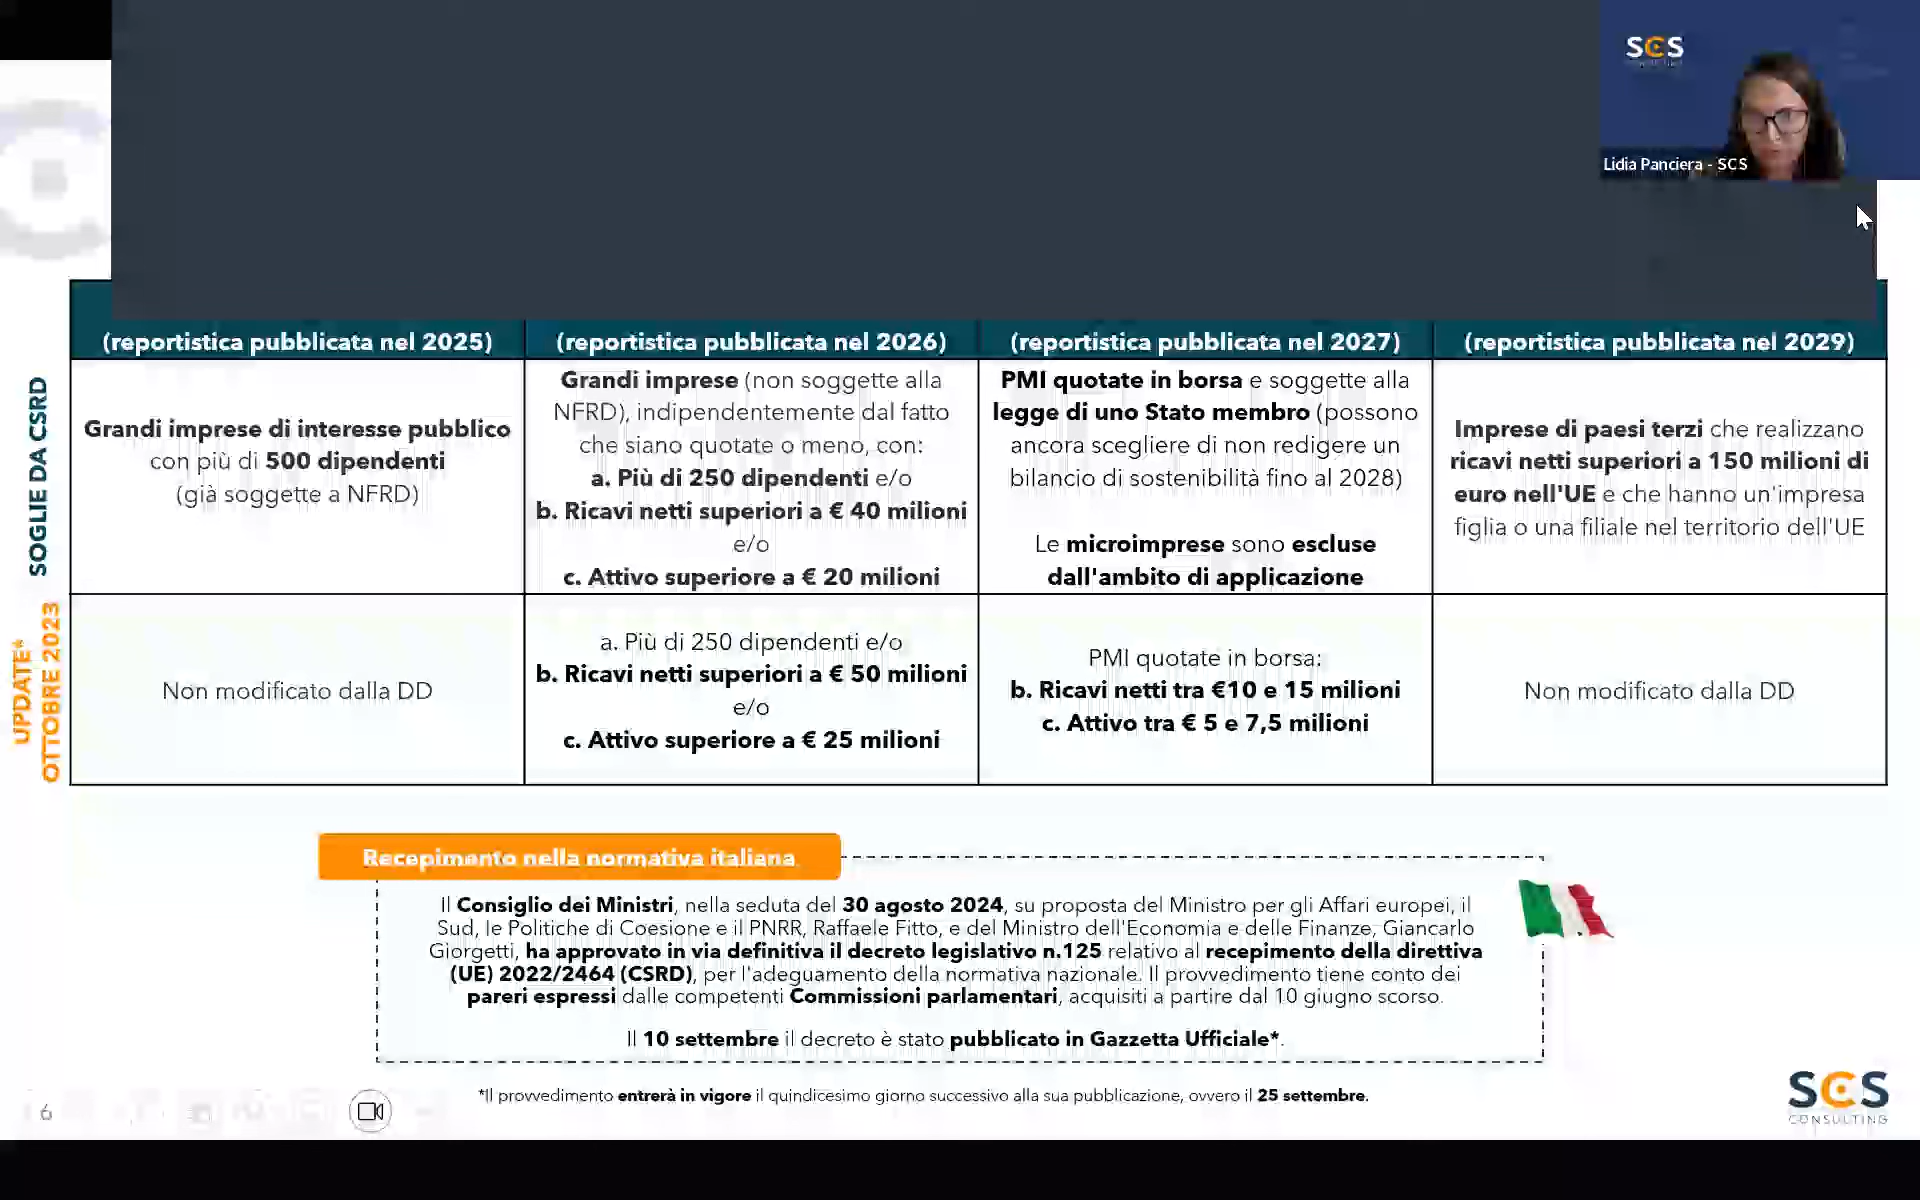 SCS
CONSULTING
Lidia Panciera - SCS
(reportistica pubblicata nel 2025)
(reportistica pubblicata nel 2026)
(reportistica pubblicata nel 2027)
(reportistica pubblicata nel 2029)
SOGLIE DA CSRD
Grandi imprese di interesse pubblico
con più di 500 dipendenti
(già soggette a NFRD)
Grandi imprese (non soggette alla
NFRD), indipendentemente dal fatto
che siano quotate o meno, con:
a. Più di 250 dipendenti e/o
b. Ricavi netti superiori a € 40 milioni
e/o
c. Attivo superiore a € 20 milioni
PMI quotate in borsa e soggette alla
legge di uno Stato membro (possono
ancora scegliere di non redigere un
bilancio di sostenibilità fino al 2028)
Le microimprese sono escluse
dall'ambito di applicazione
Imprese di paesi terzi che realizzano
ricavi netti superiori a 150 milioni di
euro nell'UE e che hanno un'impresa
figlia o una filiale nel territorio dell'UE
UPDATE*
OTTOBRE 2023
Non modificato dalla DD
a. Più di 250 dipendenti e/o
b. Ricavi netti superiori a € 50 milioni
e/o
c. Attivo superiore a € 25 milioni
PMI quotate in borsa:
b. Ricavi netti tra €10 e 15 milioni
c. Attivo tra € 5 e 7,5 milioni
Non modificato dalla DD
Recepimento nella normativa italiana
Il Consiglio dei Ministri, nella seduta del 30 agosto 2024, su proposta del Ministro per gli Affari europei, il
Sud, le Politiche di Coesione e il PNRR, Raffaele Fitto, e del Ministro dell'Economia e delle Finanze, Giancarlo
Giorgetti, ha approvato in via definitiva il decreto legislativo n.125 relativo al recepimento della direttiva
(UE) 2022/2464 (CSRD), per l'adeguamento della normativa nazionale. Il provvedimento tiene conto dei
pareri espressi dalle competenti Commissioni parlamentari, acquisiti a partire dal 10 giugno scorso.
Il 10 settembre il decreto è stato pubblicato in Gazzetta Ufficiale*.
*Il provvedimento entrerà in vigore il quindicesimo giorno successivo alla sua pubblicazione, ovvero il 25 settembre.
6
SCS
CONSULTING